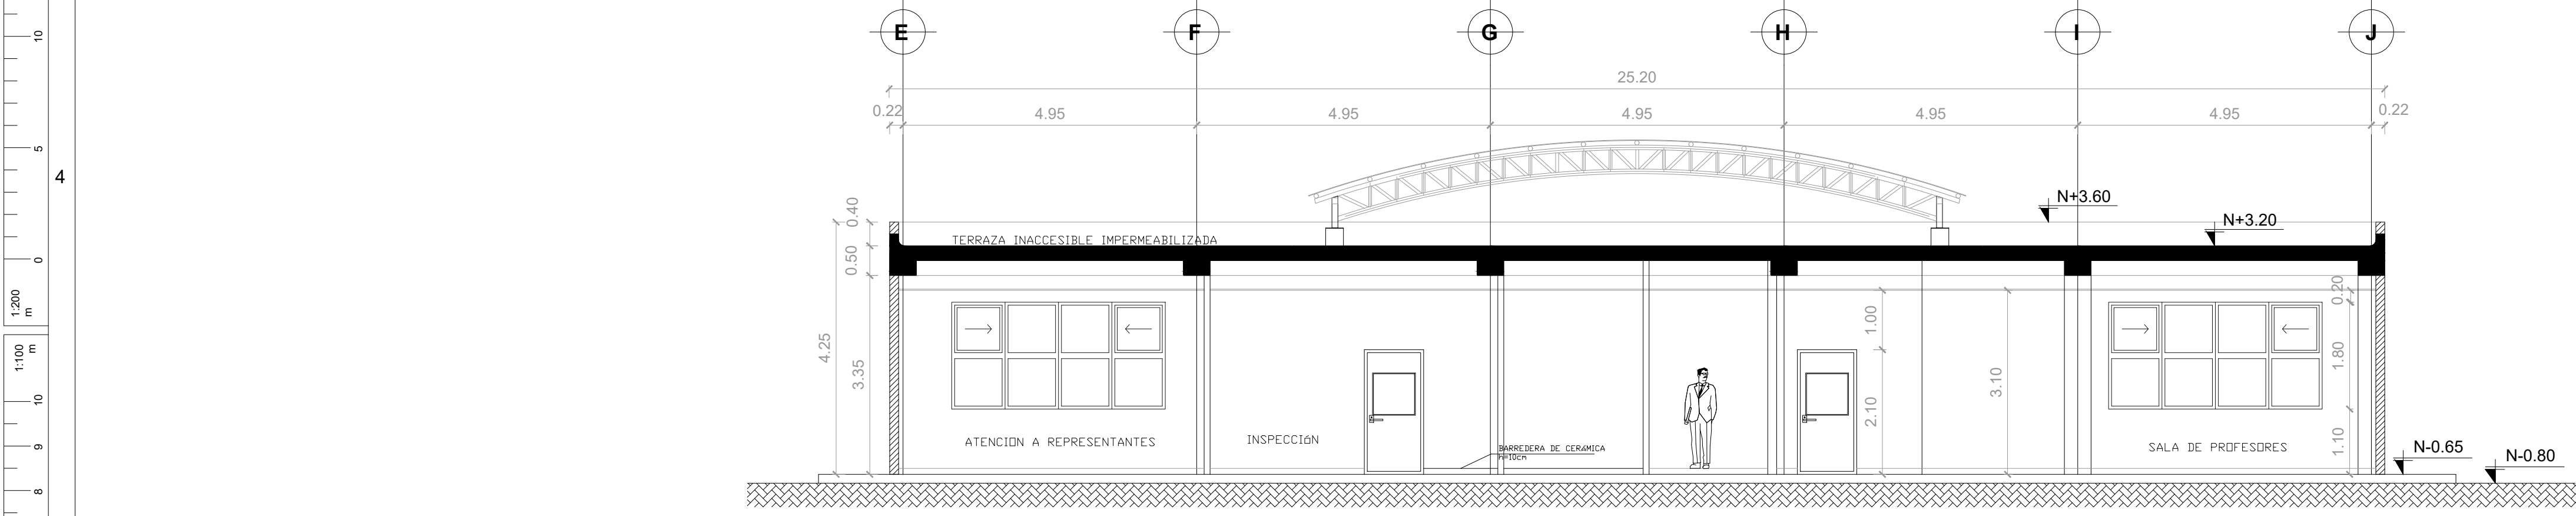 10
5
0
1:200
m
1:100
m
10
9
8
4
E F G H I J
25.20
0.22 4.95 4.95 4.95 4.95 4.95 0.22
N+3.60
N+3.20
0.40
0.50
4.25
3.35
TERRAZA INACCESIBLE IMPERMEABILIZADA
ATENCION A REPRESENTANTES
INSPECCIóN
BARREDERA DE CERáMICA
h=10cm
1.00
2.10
3.10
0.20
1.80
1.10
SALA DE PROFESORES
N-0.65
N-0.80